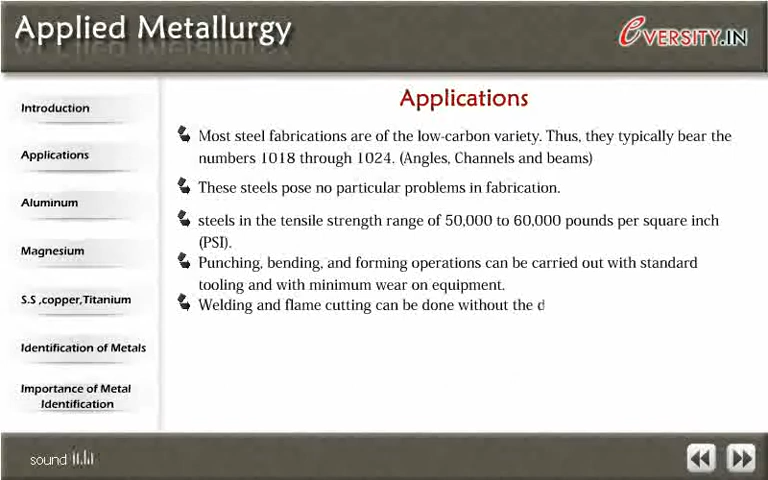 Applied Metallurgy
eVERSITY.IN
Introduction
Applications
Aluminum
Magnesium
S.S ,copper,Titanium
Identification of Metals
Importance of Metal
Identification
Applications
Most steel fabrications are of the low-carbon variety. Thus, they typically bear the
numbers 1018 through 1024. (Angles, Channels and beams)
These steels pose no particular problems in fabrication.
steels in the tensile strength range of 50,000 to 60,000 pounds per square inch
(PSI).
Punching, bending, and forming operations can be carried out with standard
tooling and with minimum wear on equipment.
Welding and flame cutting can be done without the d
sound